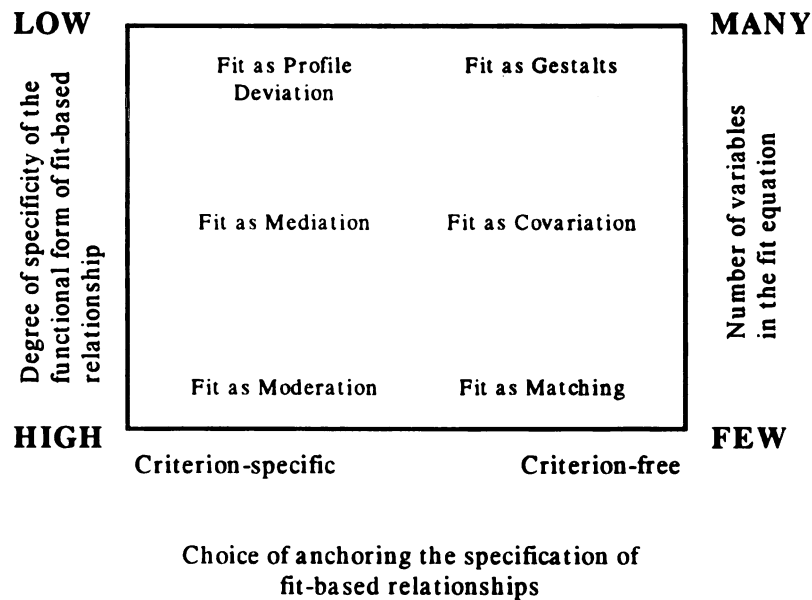 LOW
MANY
Degree of specificity of the
functional form of fit-based
relationship
Fit as Profile
Deviation
Fit as Gestalts
Fit as Mediation
Fit as Covariation
Fit as Moderation
Fit as Matching
Number of variables
in the fit equation
HIGH
FEW
Criterion-specific
Criterion-free
Choice of anchoring the specification of
fit-based relationships